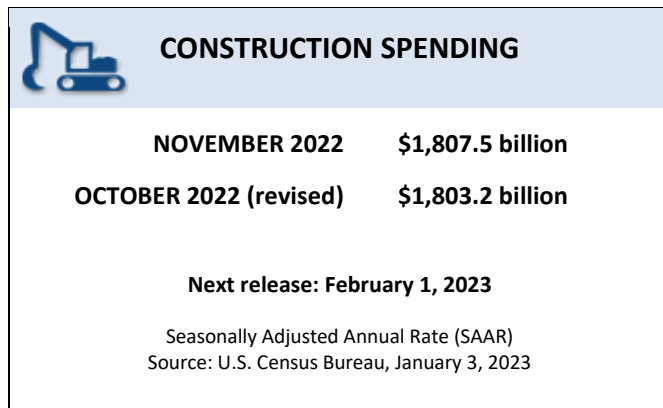 CONSTRUCTION SPENDING
NOVEMBER 2022 $1,807.5 billion
OCTOBER 2022 (revised) $1,803.2 billion
Next release: February 1, 2023
Seasonally Adjusted Annual Rate (SAAR)
Source: U.S. Census Bureau, January 3, 2023